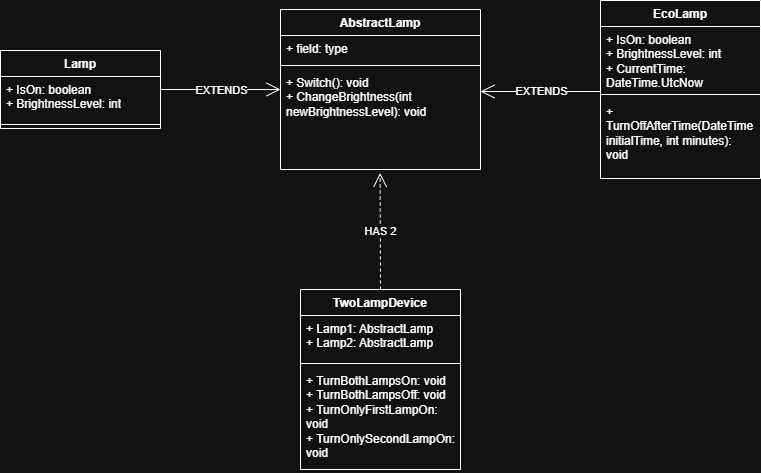 Lamp
+ IsOn: boolean
+ BrightnessLevel: int
EXTENDS
AbstractLamp
+ field: type
+ Switch(): void
+ ChangeBrightness(int
newBrightnessLevel): void
EXTENDS
EcoLamp
+ IsOn: boolean
+ BrightnessLevel: int
+ CurrentTime:
DateTime.UtcNow
+
TurnOffAfterTime(DateTime
initialTime, int minutes):
void
HAS 2
TwoLampDevice
+ Lamp1: AbstractLamp
+ Lamp2: AbstractLamp
+ TurnBothLampsOn: void
+ TurnBothLampsOff: void
+ TurnOnlyFirstLampOn:
void
+ TurnOnlySecondLampOn:
void